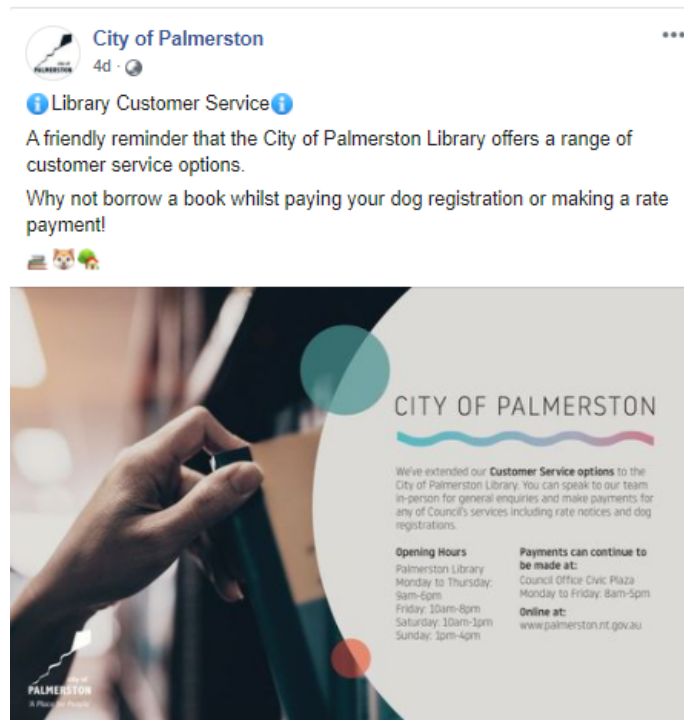 City of Palmerston
4d ·
Library Customer Service
A friendly reminder that the City of Palmerston Library offers a range of
customer service options.
Why not borrow a book whilst paying your dog registration or making a rate
payment!
CITY OF PALMERSTON
We've extended our Customer Service options to the
City of Palmerston Library. You can speak to our team
in-person for general enquiries and make payments for
any of Council's services including rate notices and dog
registrations.
Opening Hours
Palmerston Library
Monday to Thursday:
9am-6pm
Friday: 10am-8pm
Saturday: 10am-1pm
Sunday: 1pm-4pm
Payments can continue to
be made at:
Council Office Civic Plaza
Monday to Friday: 8am-5pm
Online at:
www.palmerston.nt.gov.au
city of
PALMERSTON
'A Place for People'